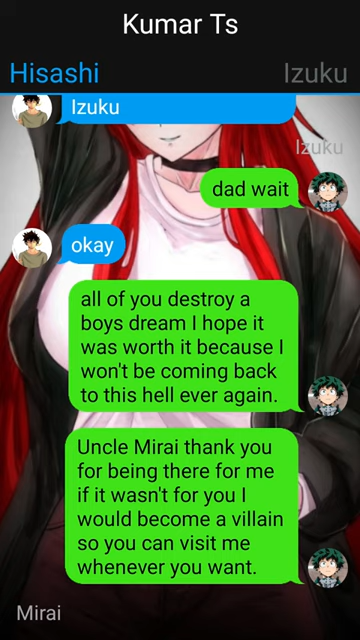 Kumar Ts
Hisashi
Izuku
Izuku
Izuku
dad wait
okay
all of you destroy a
boys dream I hope it
was worth it because I
won't be coming back
to this hell ever again.
Uncle Mirai thank you
for being there for me
if it wasn't for you I
would become a villain
so you can visit me
whenever you want.
Mirai